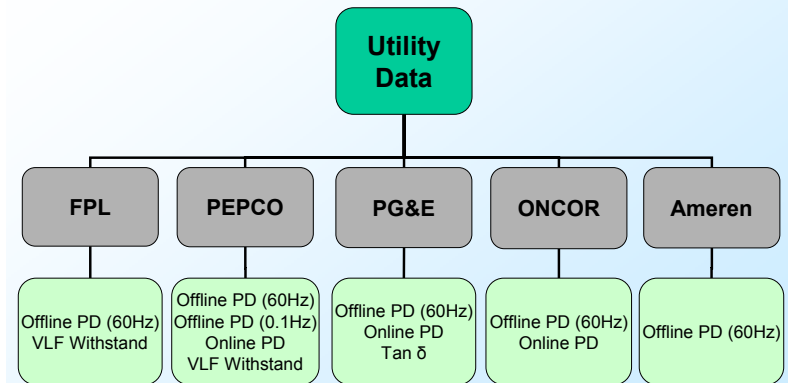 Utility
Data
FPL
PEPCO
PG&E
ONCOR
Ameren
Offline PD (60Hz)
VLF Withstand
Offline PD (60Hz)
Offline PD (0.1Hz)
Online PD
VLF Withstand
Offline PD (60Hz)
Online PD
Tan δ
Offline PD (60Hz)
Online PD
Offline PD (60Hz)